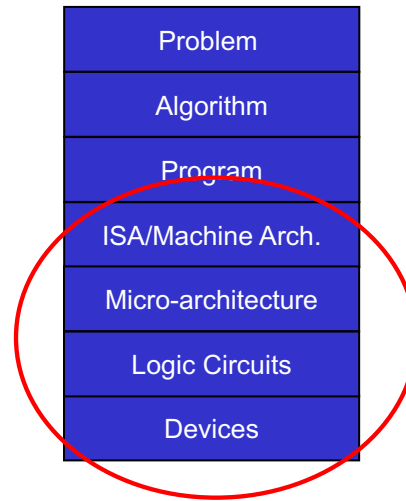 Problem
Algorithm
Program
ISA/Machine Arch.
Micro-architecture
Logic Circuits
Devices